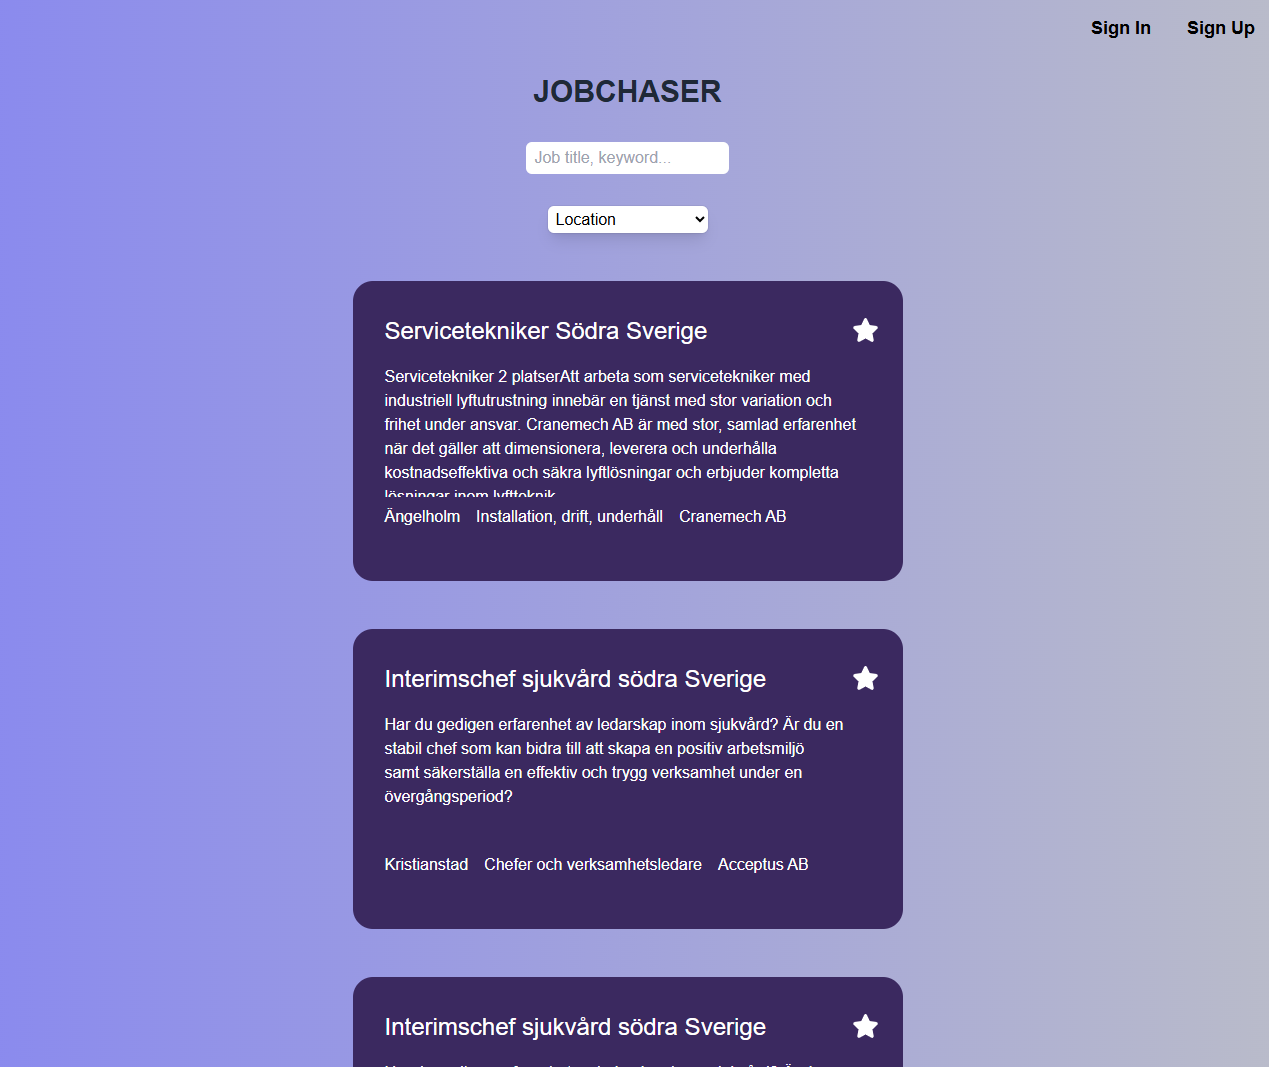 Sign In Sign Up
JOBCHASER
Job title, keyword...
Location
Servicetekniker Södra Sverige
Servicetekniker 2 platserAtt arbeta som servicetekniker med
industriell lyftutrustning innebär en tjänst med stor variation och
frihet under ansvar. Cranemech AB är med stor, samlad erfarenhet
när det gäller att dimensionera, leverera och underhålla
kostnadseffektiva och säkra lyftlösningar och erbjuder kompletta
lösningar inom lyftteknik
Ängelholm Installation, drift, underhåll Cranemech AB
Interimschef sjukvård södra Sverige
Har du gedigen erfarenhet av ledarskap inom sjukvård? Är du en
stabil chef som kan bidra till att skapa en positiv arbetsmiljö
samt säkerställa en effektiv och trygg verksamhet under en
övergångsperiod?
Kristianstad Chefer och verksamhetsledare Acceptus AB
Interimschef sjukvård södra Sverige